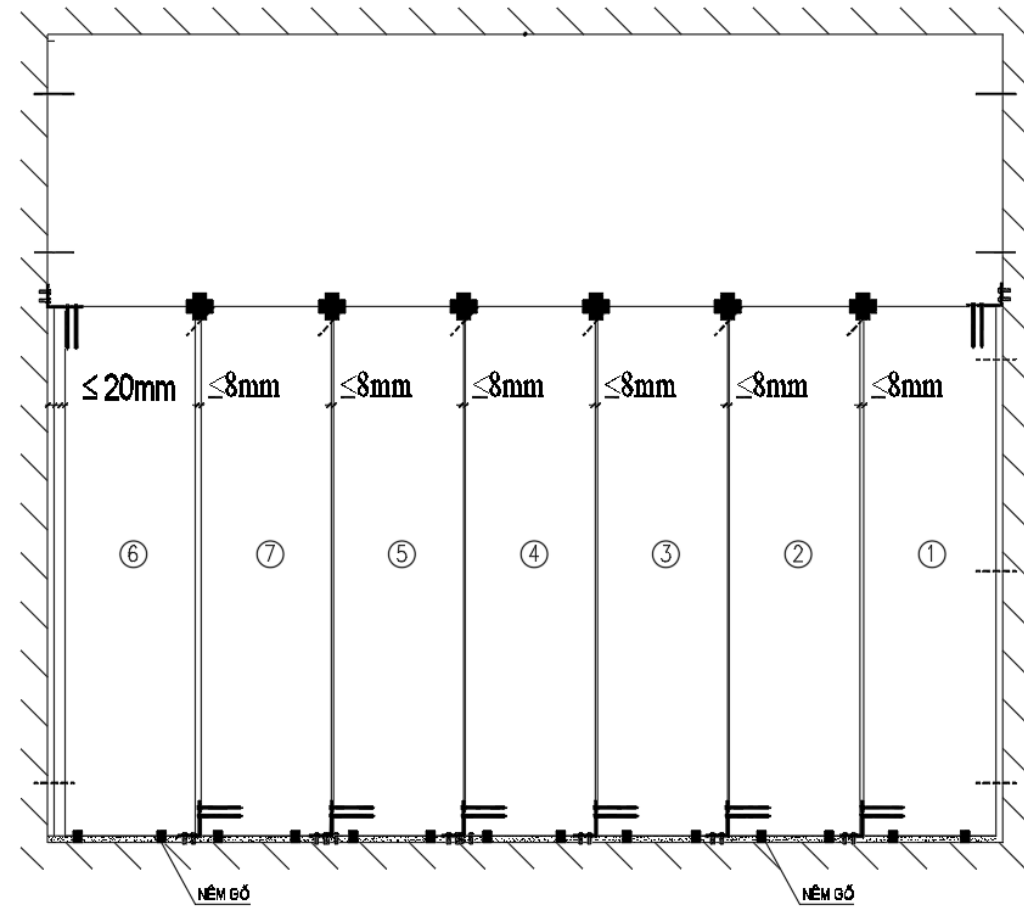 ≤ 20mm ≤8mm ≤8mm ≤8mm ≤8mm ≤8mm ≤8mm
⑥ ⑦ ⑤ ④ ③ ② ①
NÊM GỖ NÊM GỖ